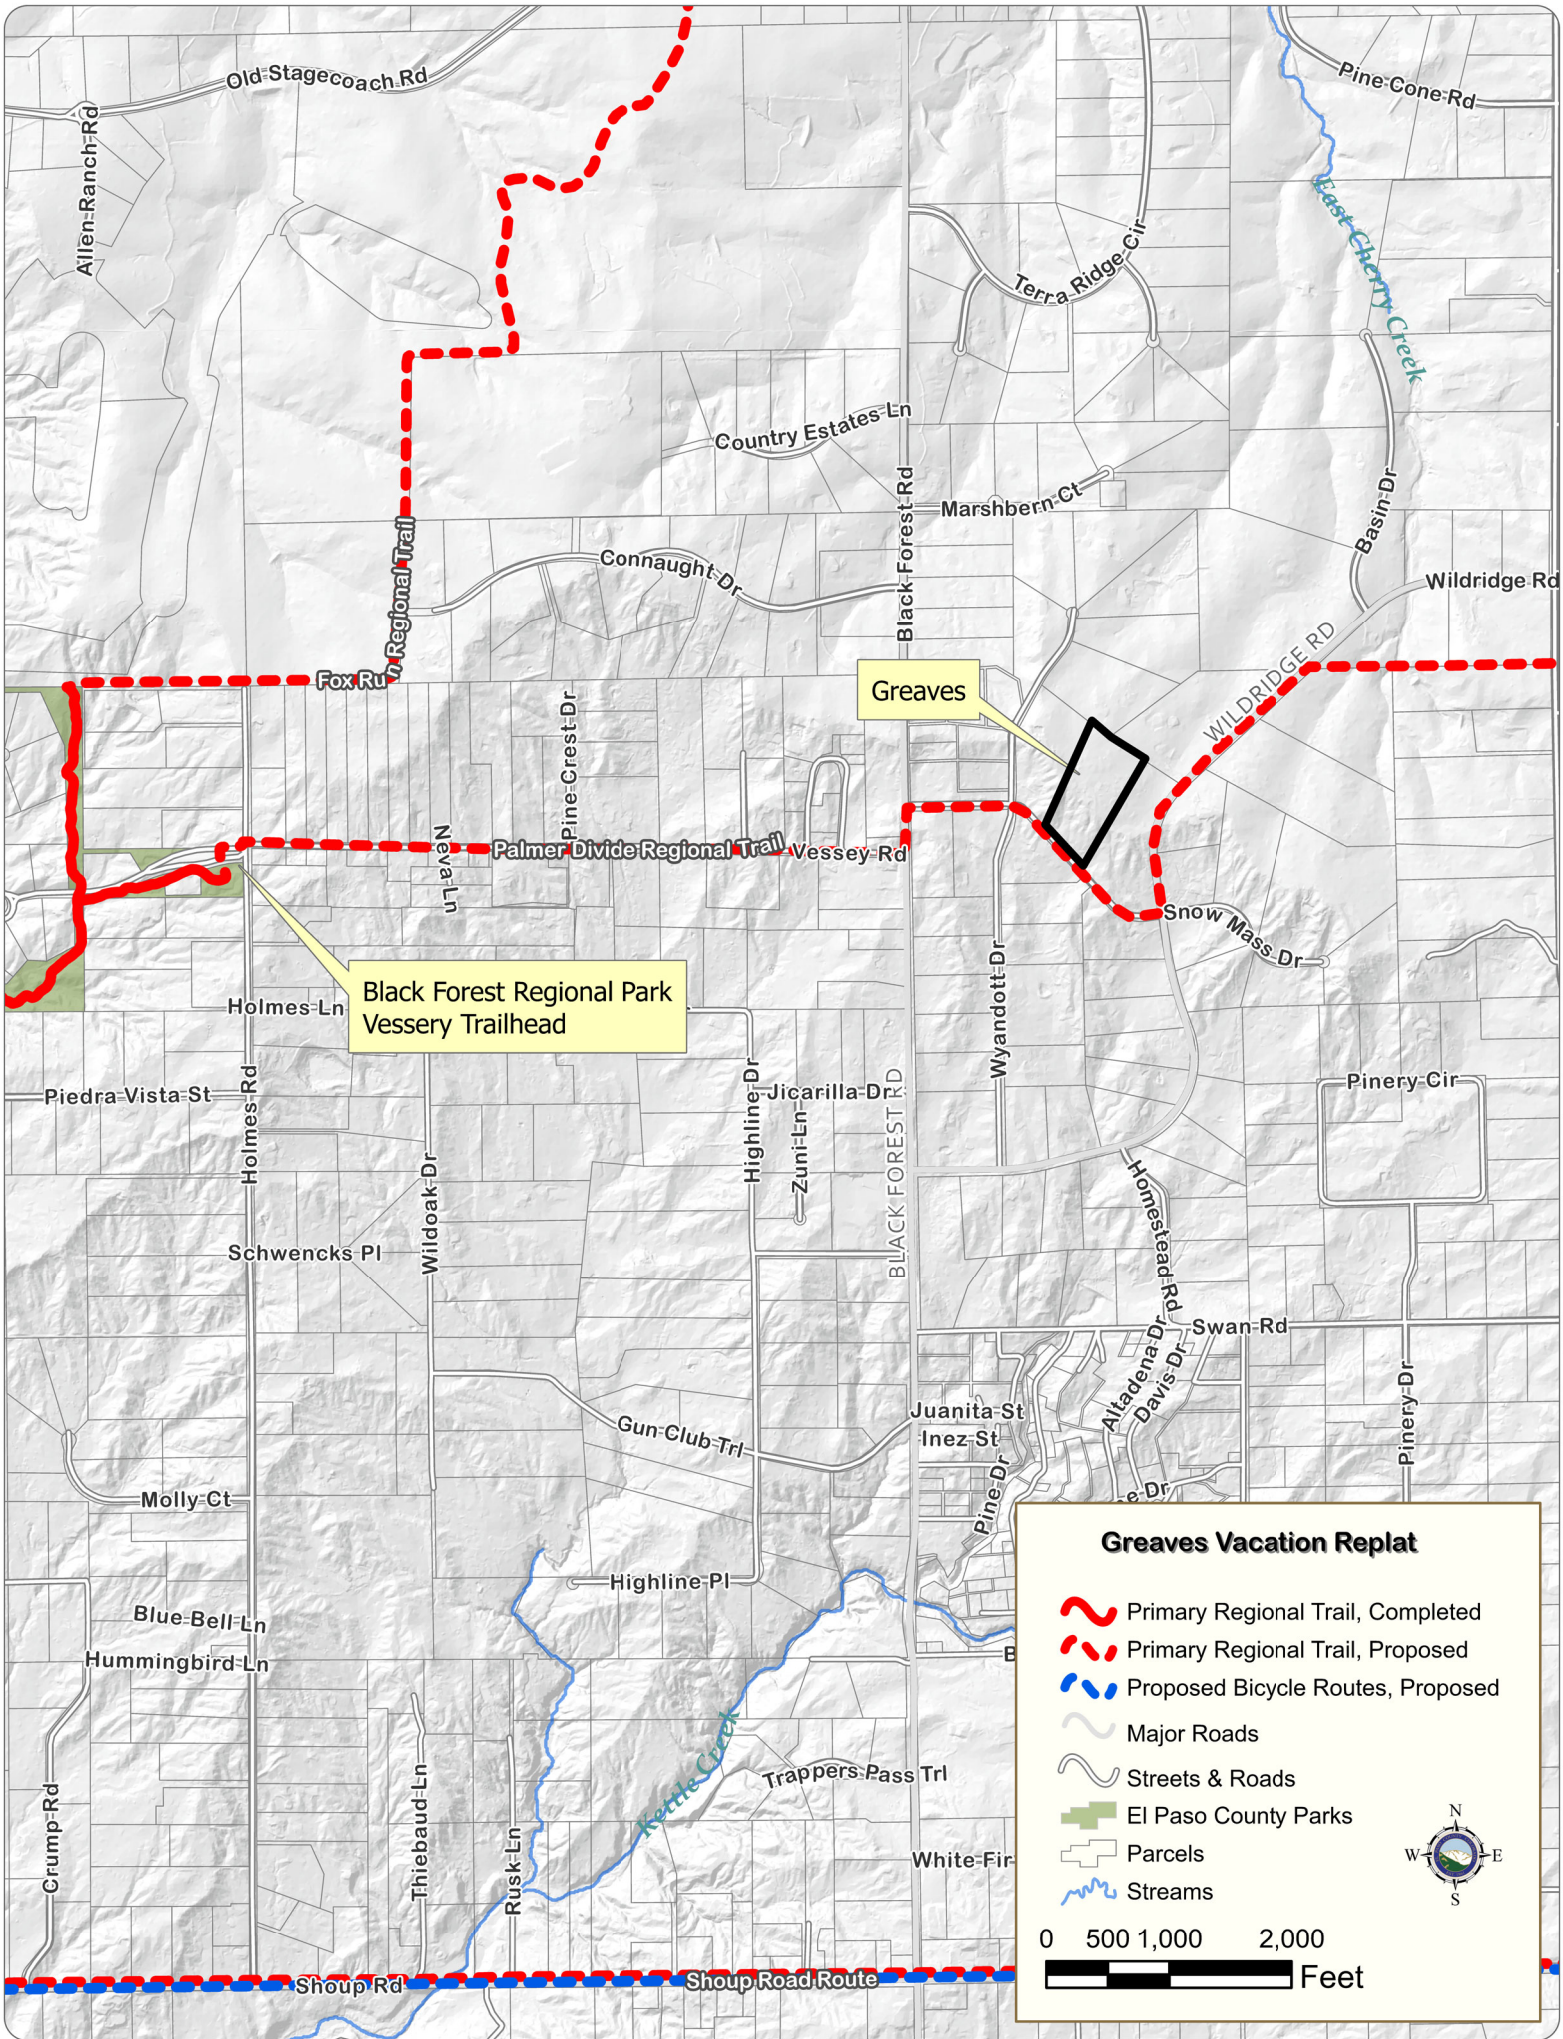 Old Stagecoach Rd
Pine Cone Rd
Allen Ranch Rd
East Cherry Creek
Terra Ridge Cir
Country Estates Ln
Black Forest Rd
Marshbern Ct
Basin Dr
Fox Run Regional Trail
Connaught Dr
Wildridge Rd
WILDRIDGE RD
Greaves
Pine Crest Dr
Neva Ln
Palmer Divide Regional Trail
Vessey Rd
Snow Mass Dr
Wyandott Dr
Black Forest Regional Park
Vessery Trailhead
Holmes Ln
Piedra Vista St
Holmes Rd
Highline Dr
Jicarilla Dr
Zuni Ln
BLACK FOREST RD
Pinery Cir
Wildoak Dr
Schwencks Pl
Homestead Rd
Swan Rd
Altadena Dr
Davis Dr
Pinery Dr
Gun Club Trl
Juanita St
Inez St
Pine Dr
e Dr
Molly Ct
Highline Pl
Blue Bell Ln
Hummingbird Ln
B
Kettle Creek
Trappers Pass Trl
Crump Rd
Thiebaud Ln
Rusk Ln
White Fir
Shoup Rd
Shoup Road Route
Greaves Vacation Replat
Primary Regional Trail, Completed
Primary Regional Trail, Proposed
Proposed Bicycle Routes, Proposed
Major Roads
Streets & Roads
El Paso County Parks
Parcels
Streams
N
W E
S
0 500 1,000 2,000
Feet